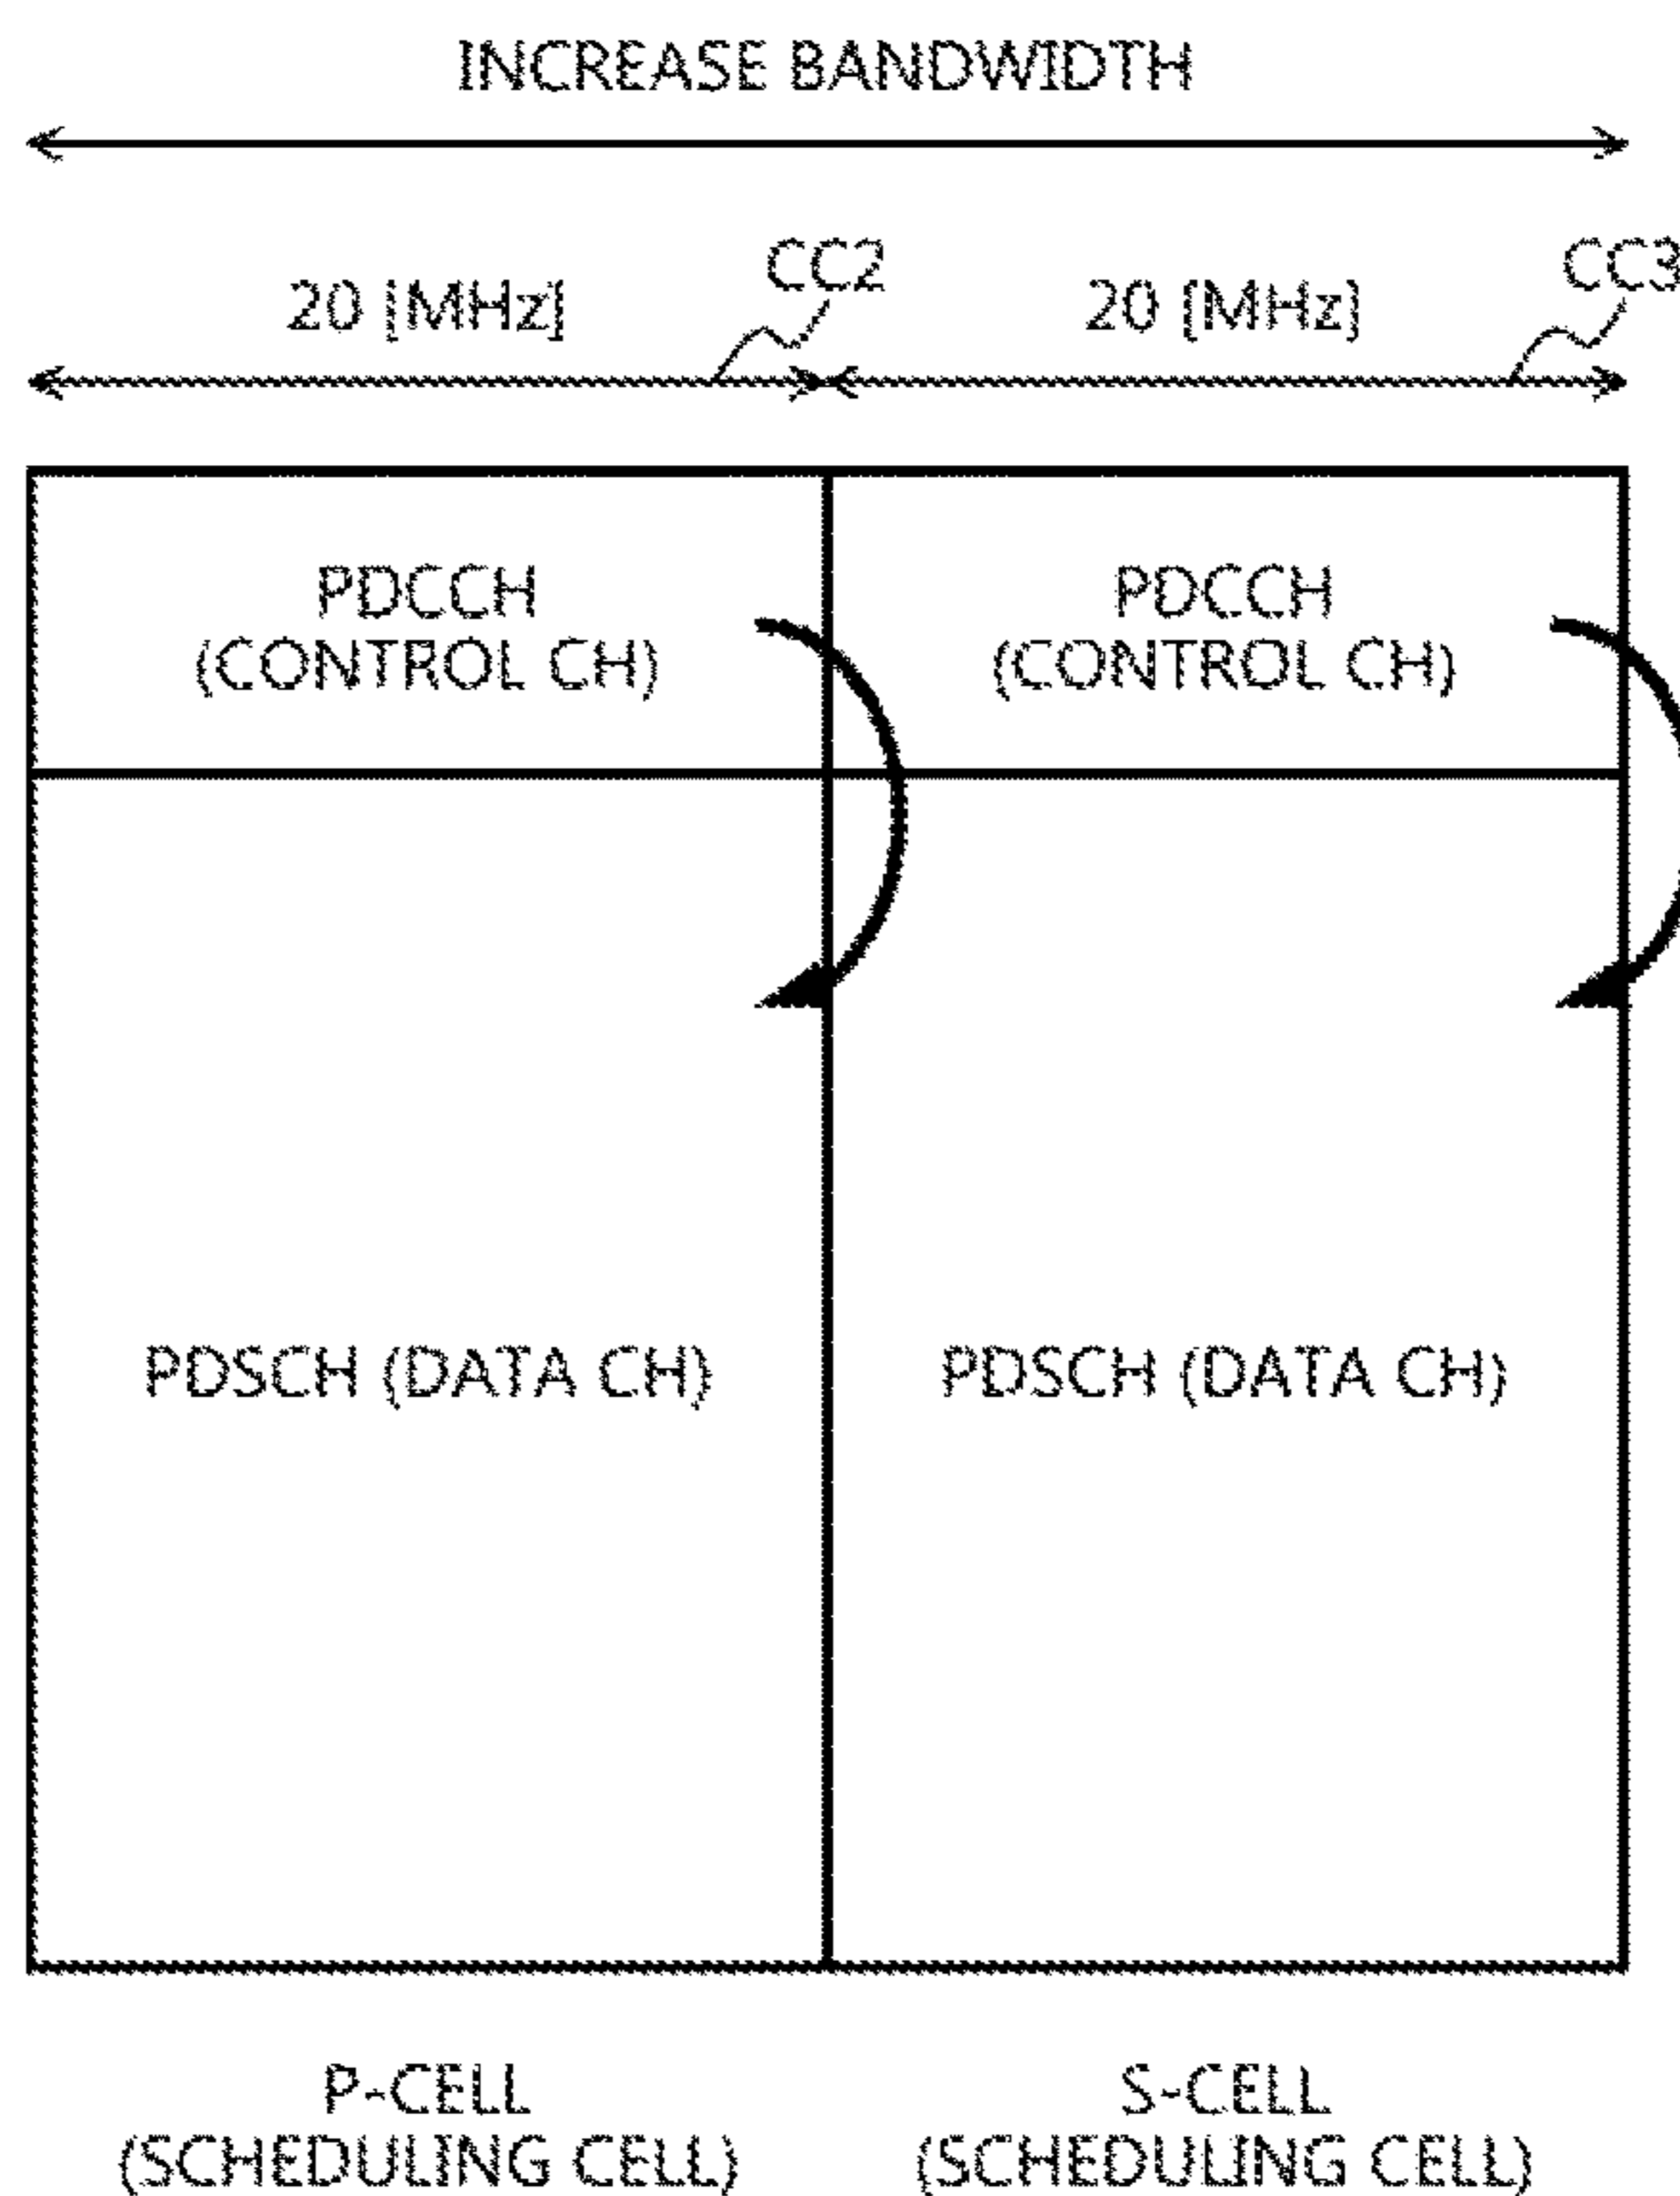 INCREASE BANDWIDTH
CC2
CC3
20 [MHz]
20 [MHz]
PDCCH
(CONTROL CH)
PDCCH
(CONTROL CH)
PDSCH (DATA CH)
PDSCH (DATA CH)
P-CELL
(SCHEDULING CELL)
S-CELL
(SCHEDULING CELL)